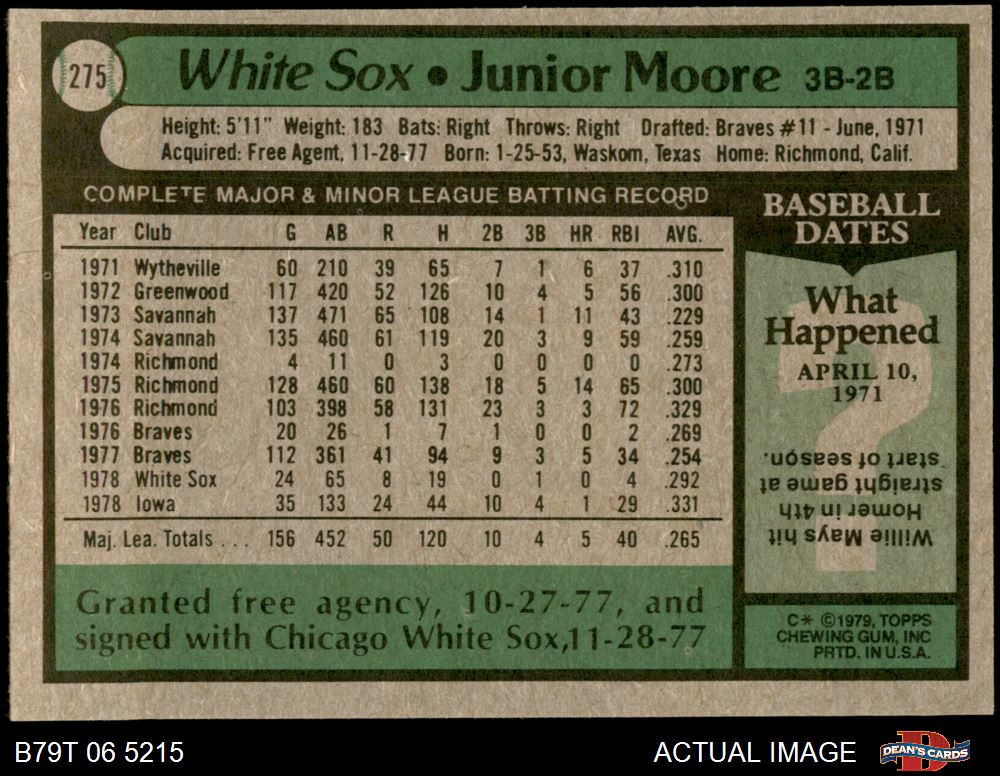 275
White Sox • Junior Moore 3B-2B
Height: 5'11" Weight: 183 Bats: Right Throws: Right Drafted: Braves #11 - June, 1971
Acquired: Free Agent, 11-28-77 Born: 1-25-53, Waskom, Texas Home: Richmond, Calif.
COMPLETE MAJOR & MINOR LEAGUE BATTING RECORD
Year Club G AB R H 2B 3B HR RBI AVG.
1971 Wytheville 60 210 39 65 7 1 6 37 .310
1972 Greenwood 117 420 52 126 10 4 5 56 .300
1973 Savannah 137 471 65 108 14 1 11 43 .229
1974 Savannah 135 460 61 119 20 3 9 59 .259
1974 Richmond 4 11 0 3 0 0 0 0 .273
1975 Richmond 128 460 60 138 18 5 14 65 .300
1976 Richmond 103 398 58 131 23 3 3 72 .329
1976 Braves 20 26 1 7 1 0 0 2 .269
1977 Braves 112 361 41 94 9 3 5 34 .254
1978 White Sox 24 65 8 19 0 1 0 4 .292
1978 Iowa 35 133 24 44 10 4 1 29 .331
Maj. Lea. Totals . . . 156 452 50 120 10 4 5 40 .265
Granted free agency, 10-27-77, and
signed with Chicago White Sox,11-28-77
BASEBALL
DATES
What
Happened
APRIL 10,
1971
?
Willie Mays hit
Homer in 4th
straight game at
start of season.
C* ©1979, TOPPS
CHEWING GUM, INC
PRTD. IN U.S.A.
B79T 06 5215
ACTUAL IMAGE
D
DEAN'S CARDS